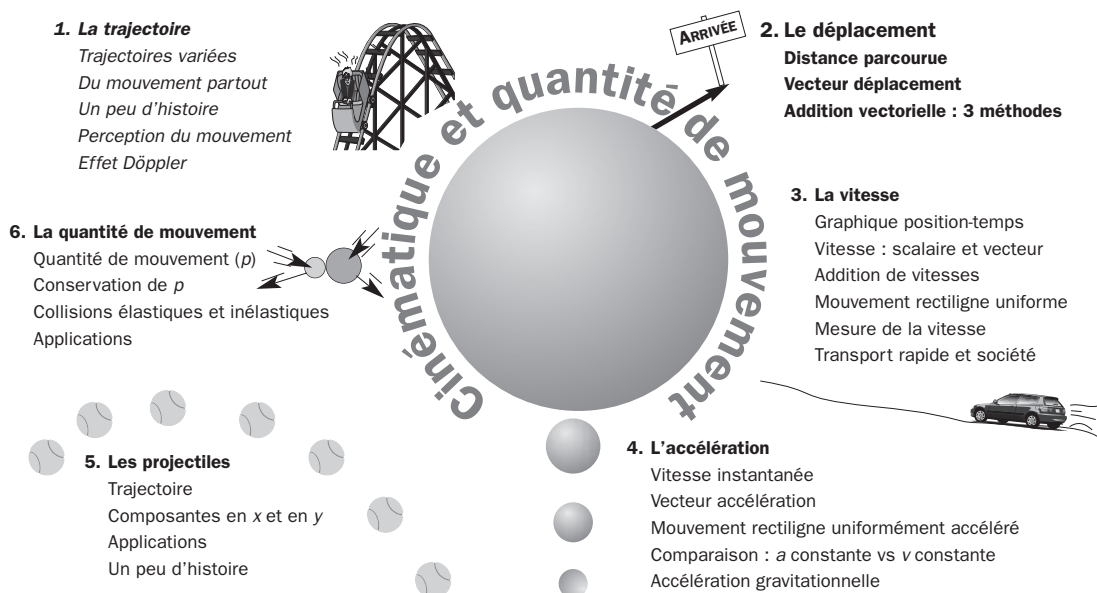 1. La trajectoire
Trajectoires variées
Du mouvement partout
Un peu d'histoire
Perception du mouvement
Effet Döppler
ARRIVÉE
2. Le déplacement
Distance parcourue
Vecteur déplacement
Addition vectorielle : 3 méthodes
Cinématique et quantité de mouvement
3. La vitesse
Graphique position-temps
Vitesse : scalaire et vecteur
Addition de vitesses
Mouvement rectiligne uniforme
Mesure de la vitesse
Transport rapide et société
6. La quantité de mouvement
Quantité de mouvement (p)
Conservation de p
Collisions élastiques et inélastiques
Applications
4. L'accélération
Vitesse instantanée
Vecteur accélération
Mouvement rectiligne uniformément accéléré
Comparaison : a constante vs v constante
Accélération gravitationnelle
5. Les projectiles
Trajectoire
Composantes en x et en y
Applications
Un peu d'histoire